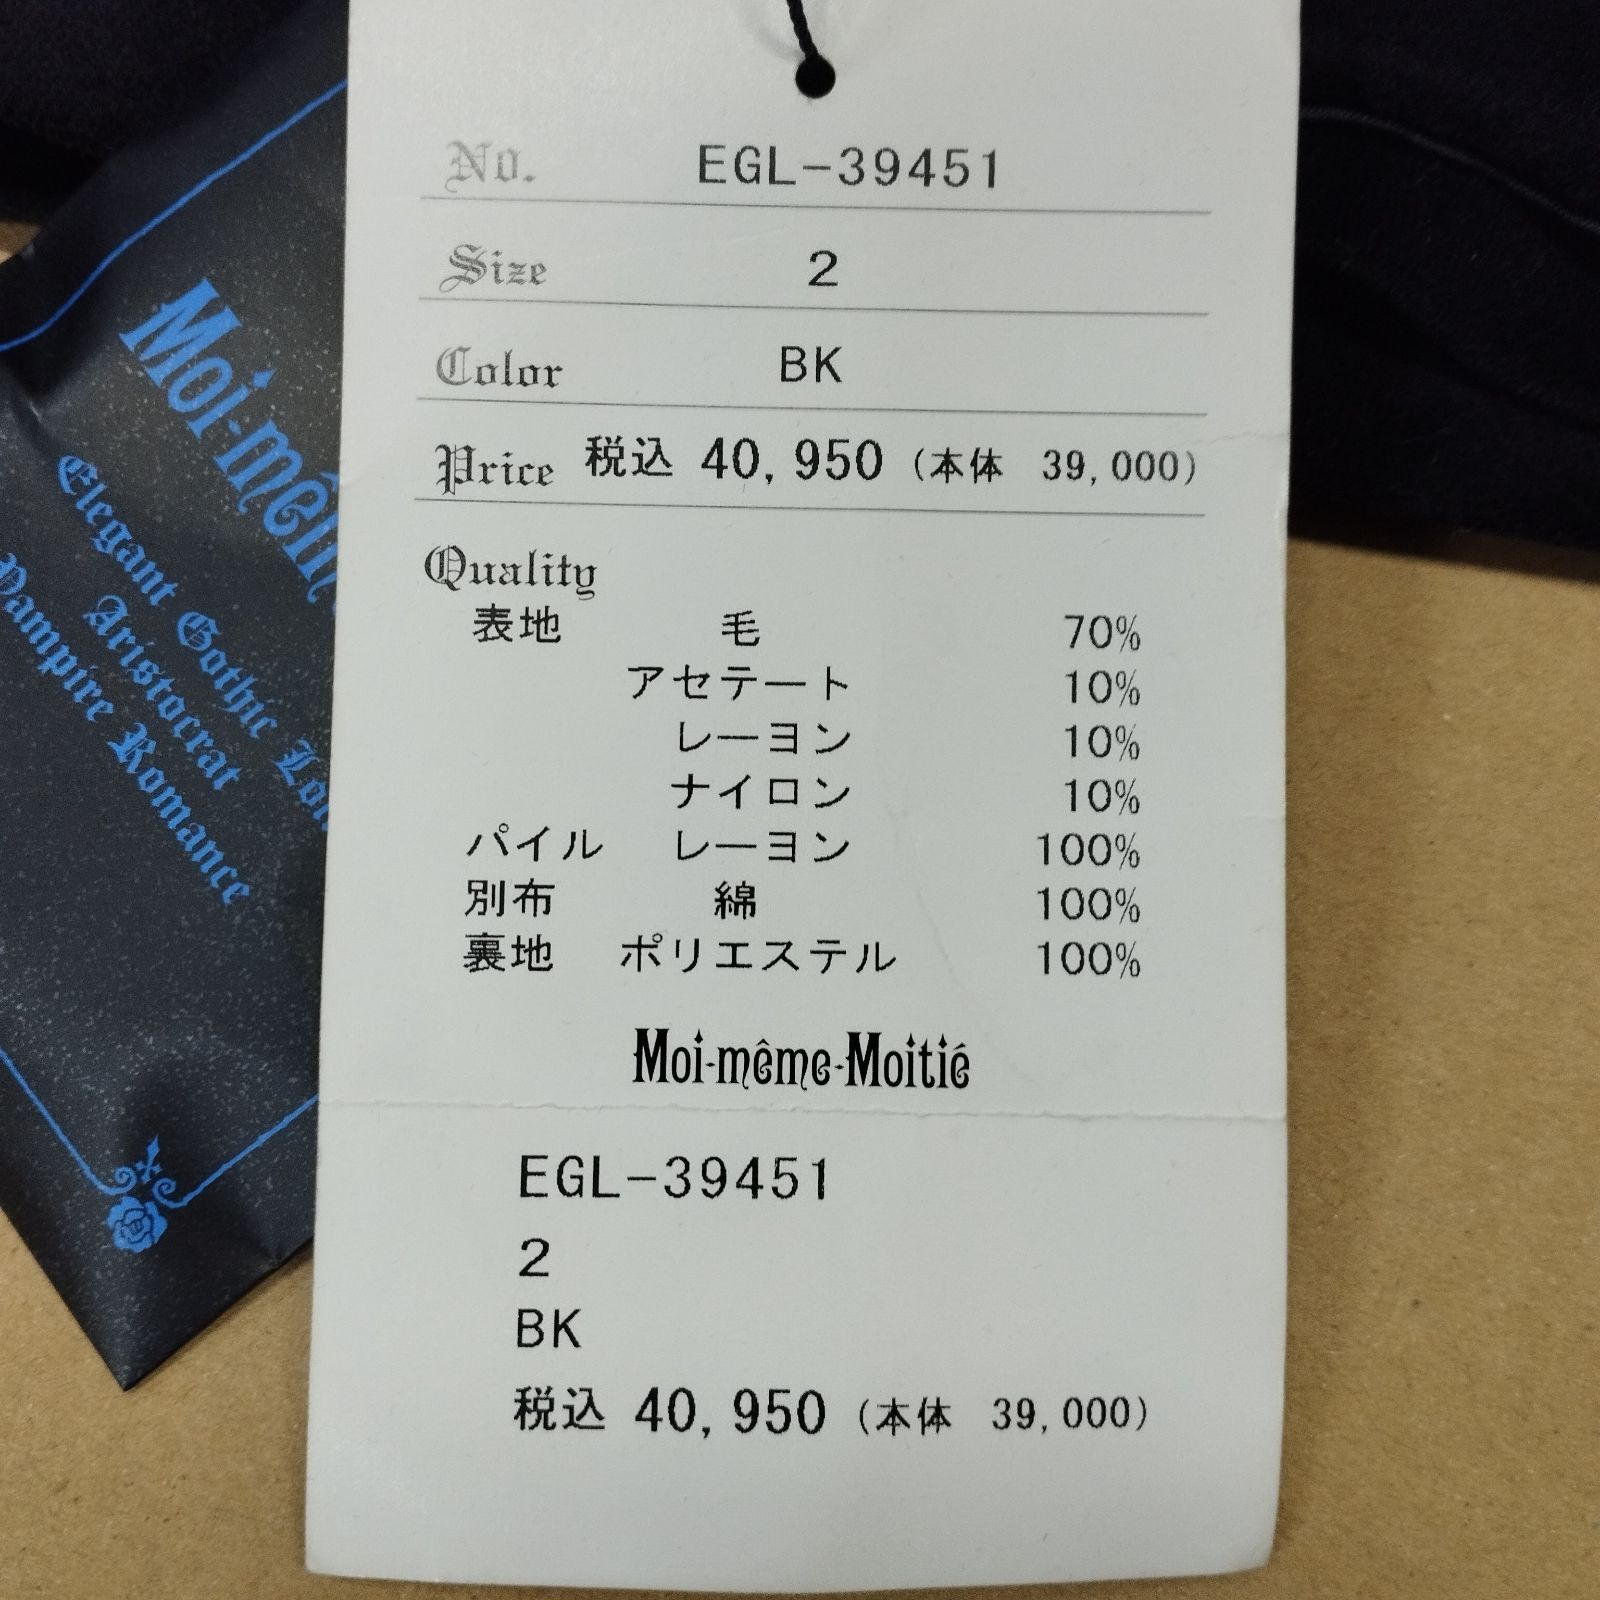 No. EGL-39451
Size 2
Color BK
Price 税込 40,950 (本体 39,000)
Quality
表地 毛 70%
アセテート 10%
レーヨン 10%
ナイロン 10%
パイル レーヨン 100%
別布 綿 100%
裏地 ポリエステル 100%
Moi-même-Moitié
EGL-39451
2
BK
税込 40,950 (本体 39,000)
Moi-mêm
Elegant Gothic Lol
Aristocrat
Vampire Romance